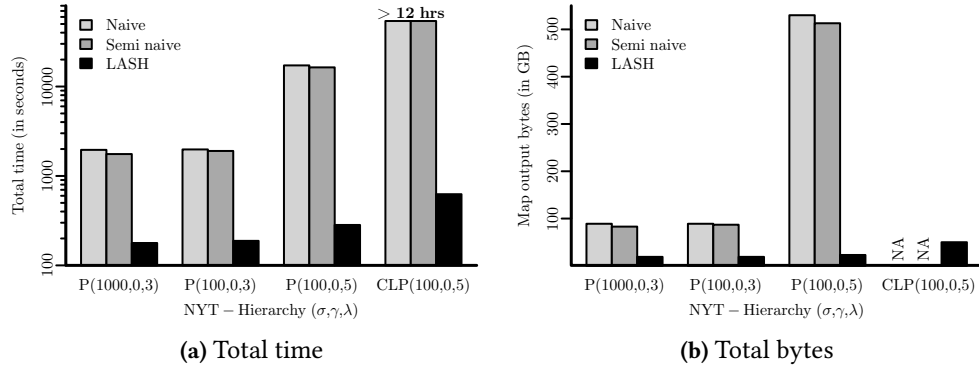 > 12 hrs
Naive
Semi naive
LASH
Total time (in seconds)
10000
1000
100
P(1000,0,3) P(100,0,3) P(100,0,5) CLP(100,0,5)
NYT − Hierarchy (σ,γ,λ)
(a) Total time
Naive
Semi naive
LASH
Map output bytes (in GB)
500
400
300
200
100
NA NA
P(1000,0,3) P(100,0,3) P(100,0,5) CLP(100,0,5)
NYT − Hierarchy (σ,γ,λ)
(b) Total bytes